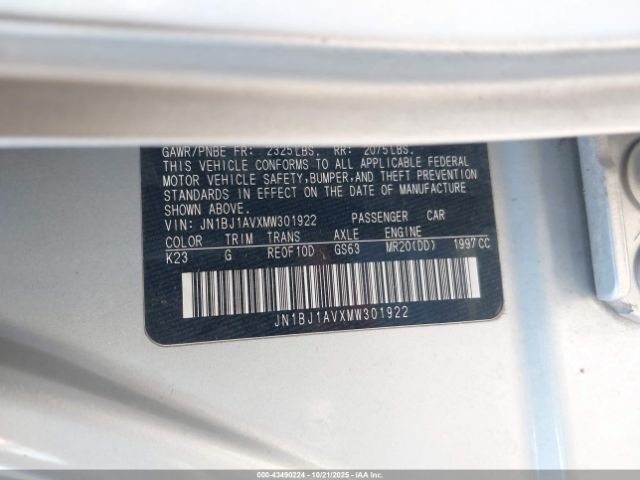 GAWR/PNBE FR: 2325LBS. RR: 2075LBS.
THIS VEHICLE CONFORMS TO ALL APPLICABLE FEDERAL
MOTOR VEHICLE SAFETY,BUMPER,AND THEFT PREVENTION
STANDARDS IN EFFECT ON THE DATE OF MANUFACTURE
SHOWN ABOVE.
VIN: JN1BJ1AVXMW301922 PASSENGER CAR
COLOR TRIM TRANS AXLE ENGINE
K23 G RE0F10D GS63 MR20(DD) 1997CC
JN1BJ1AVXMW301922
000-43490224 | 10/21/2025 | IAAI.com